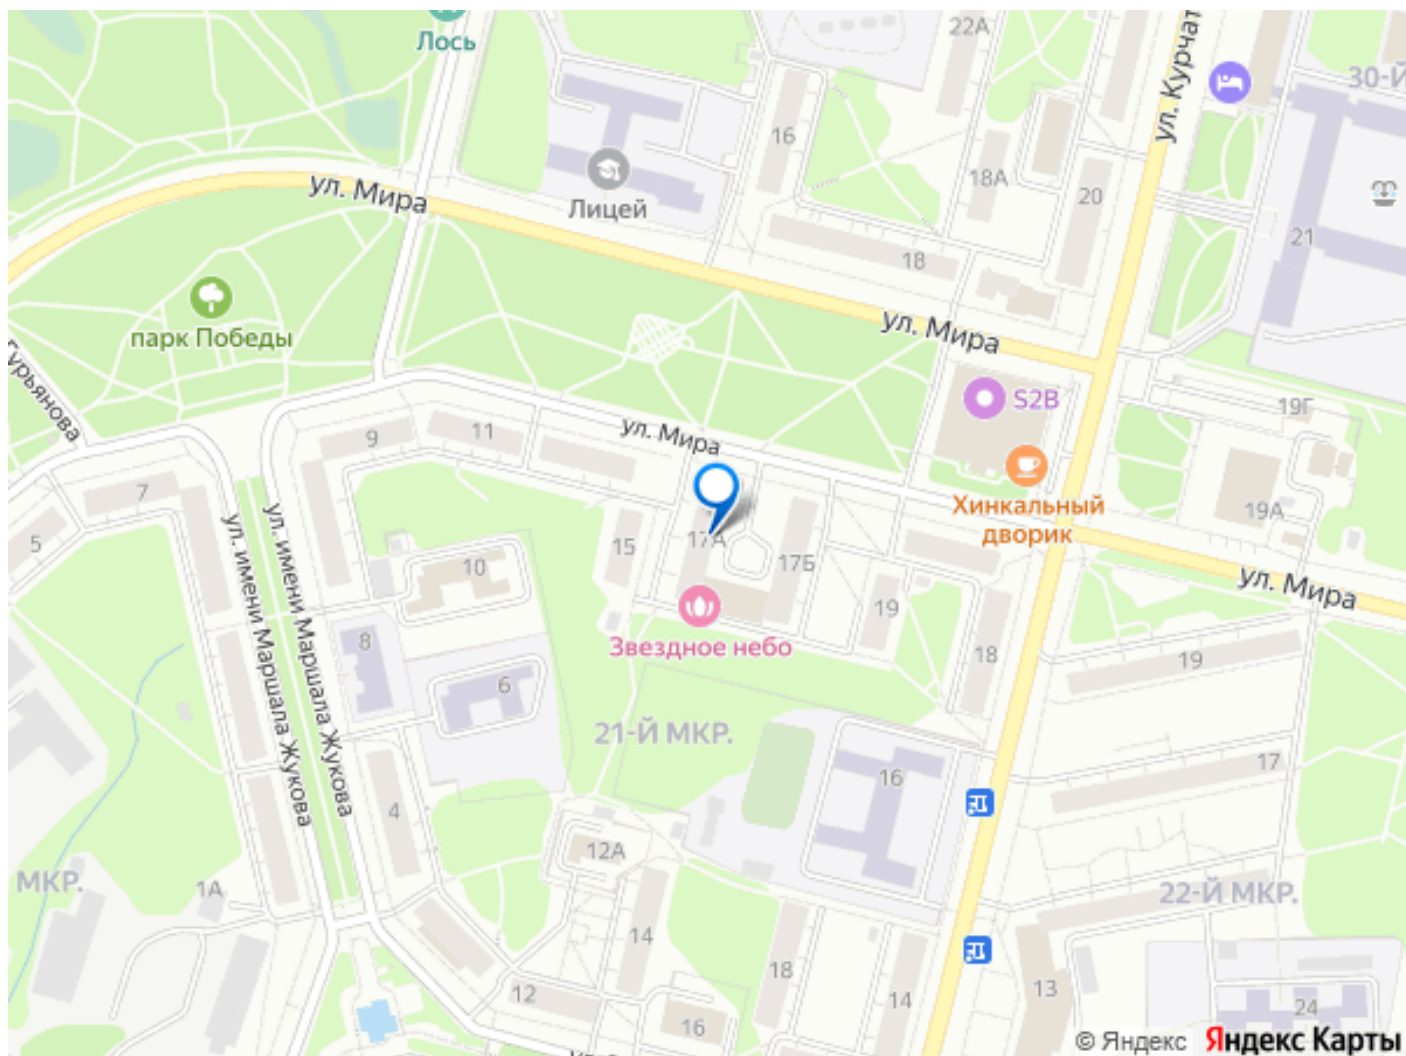 Лось
22А
ул. Курчат
30-Й
16
Лицей
18А
20
ул. Мира
21
18
парк Победы
ул. Мира
S2B
19Г
Гурьянова
9
11
ул. Мира
7
Хинкальный
дворик
19А
5
ул. имени Маршала Жукова
ул. имени Маршала Жукова
15
17А
17Б
10
19
ул. Мира
Звездное небо
8
6
18
19
21-Й МКР.
16
17
4
12А
МКР.
1А
22-Й МКР.
14
18
12
16
14
13
24
© Яндекс Яндекс Карты